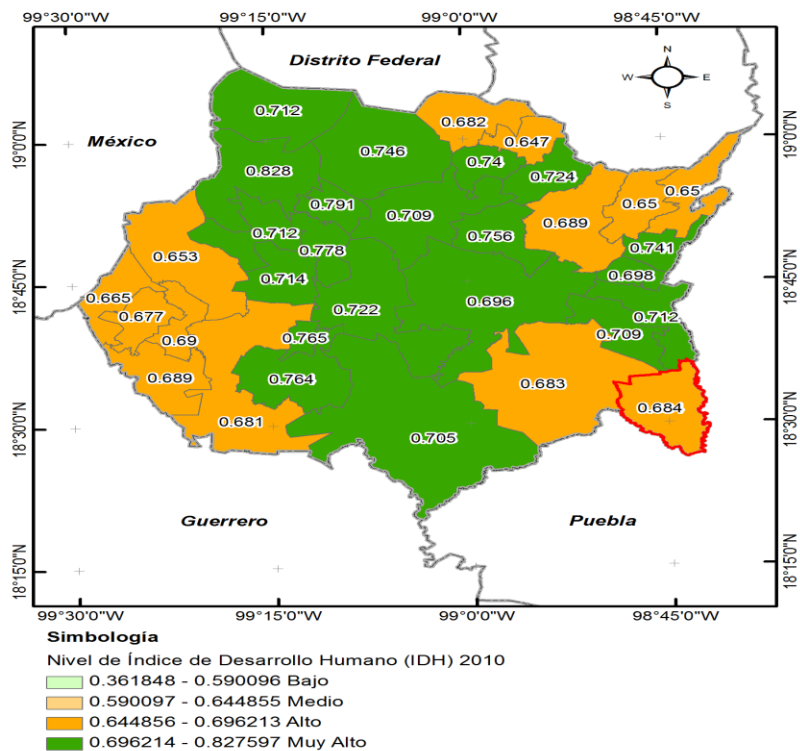 99°30'0"W 99°15'0"W 99°0'0"W 98°45'0"W
Distrito Federal
N
W E
S
México
19°0'0"N
19°0'0"N
0.712
0.682
0.647
0.746
0.74
0.828
0.724
0.65
0.65
0.791
0.709
0.689
0.712
0.756
0.778
0.741
0.653
0.714
0.698
18°45'0"N
18°45'0"N
0.665
0.696
0.677
0.722
0.712
0.69
0.765
0.709
0.689
0.764
0.683
0.684
0.681
0.705
18°30'0"N
18°30'0"N
Guerrero
Puebla
18°15'0"N
18°15'0"N
99°30'0"W 99°15'0"W 99°0'0"W 98°45'0"W
Simbología
Nivel de Índice de Desarrollo Humano (IDH) 2010
0.361848 - 0.590096 Bajo
0.590097 - 0.644855 Medio
0.644856 - 0.696213 Alto
0.696214 - 0.827597 Muy Alto